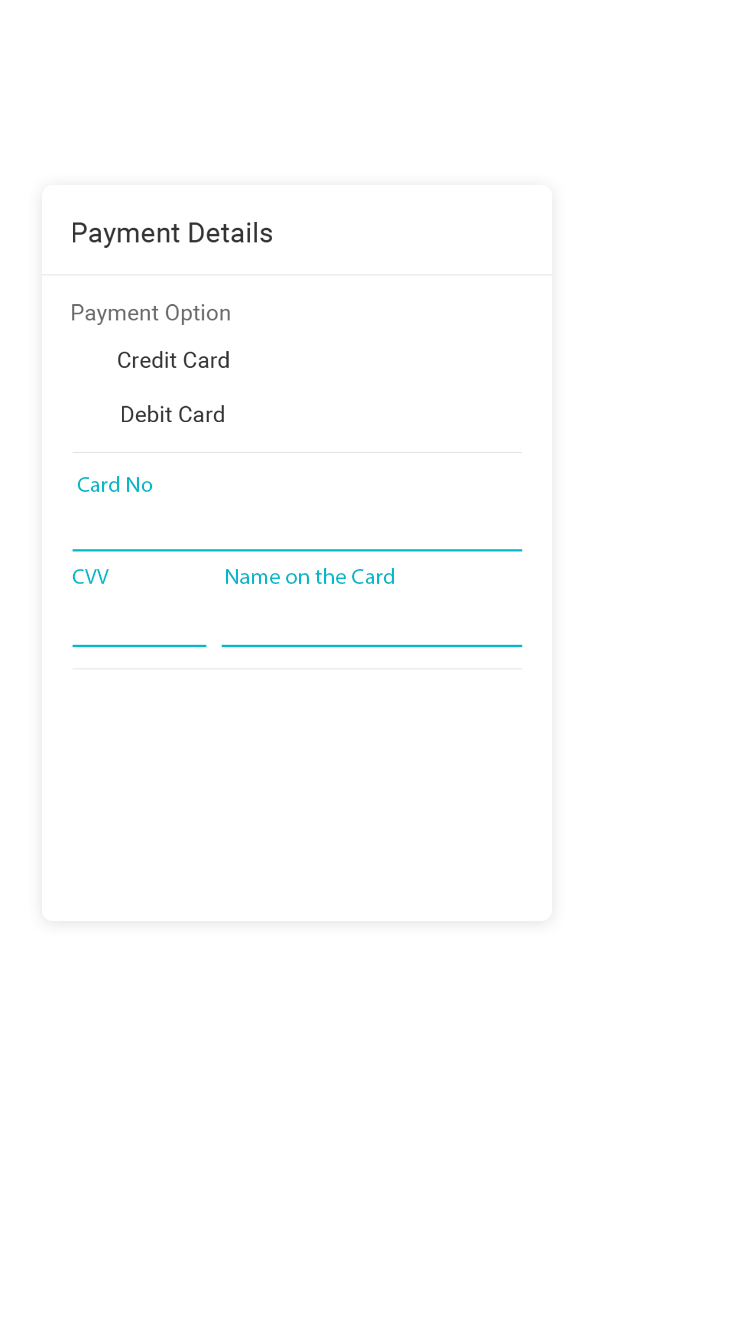 Payment Details
Payment Option
Credit Card
Debit Card
Card No
CVV Name on the Card